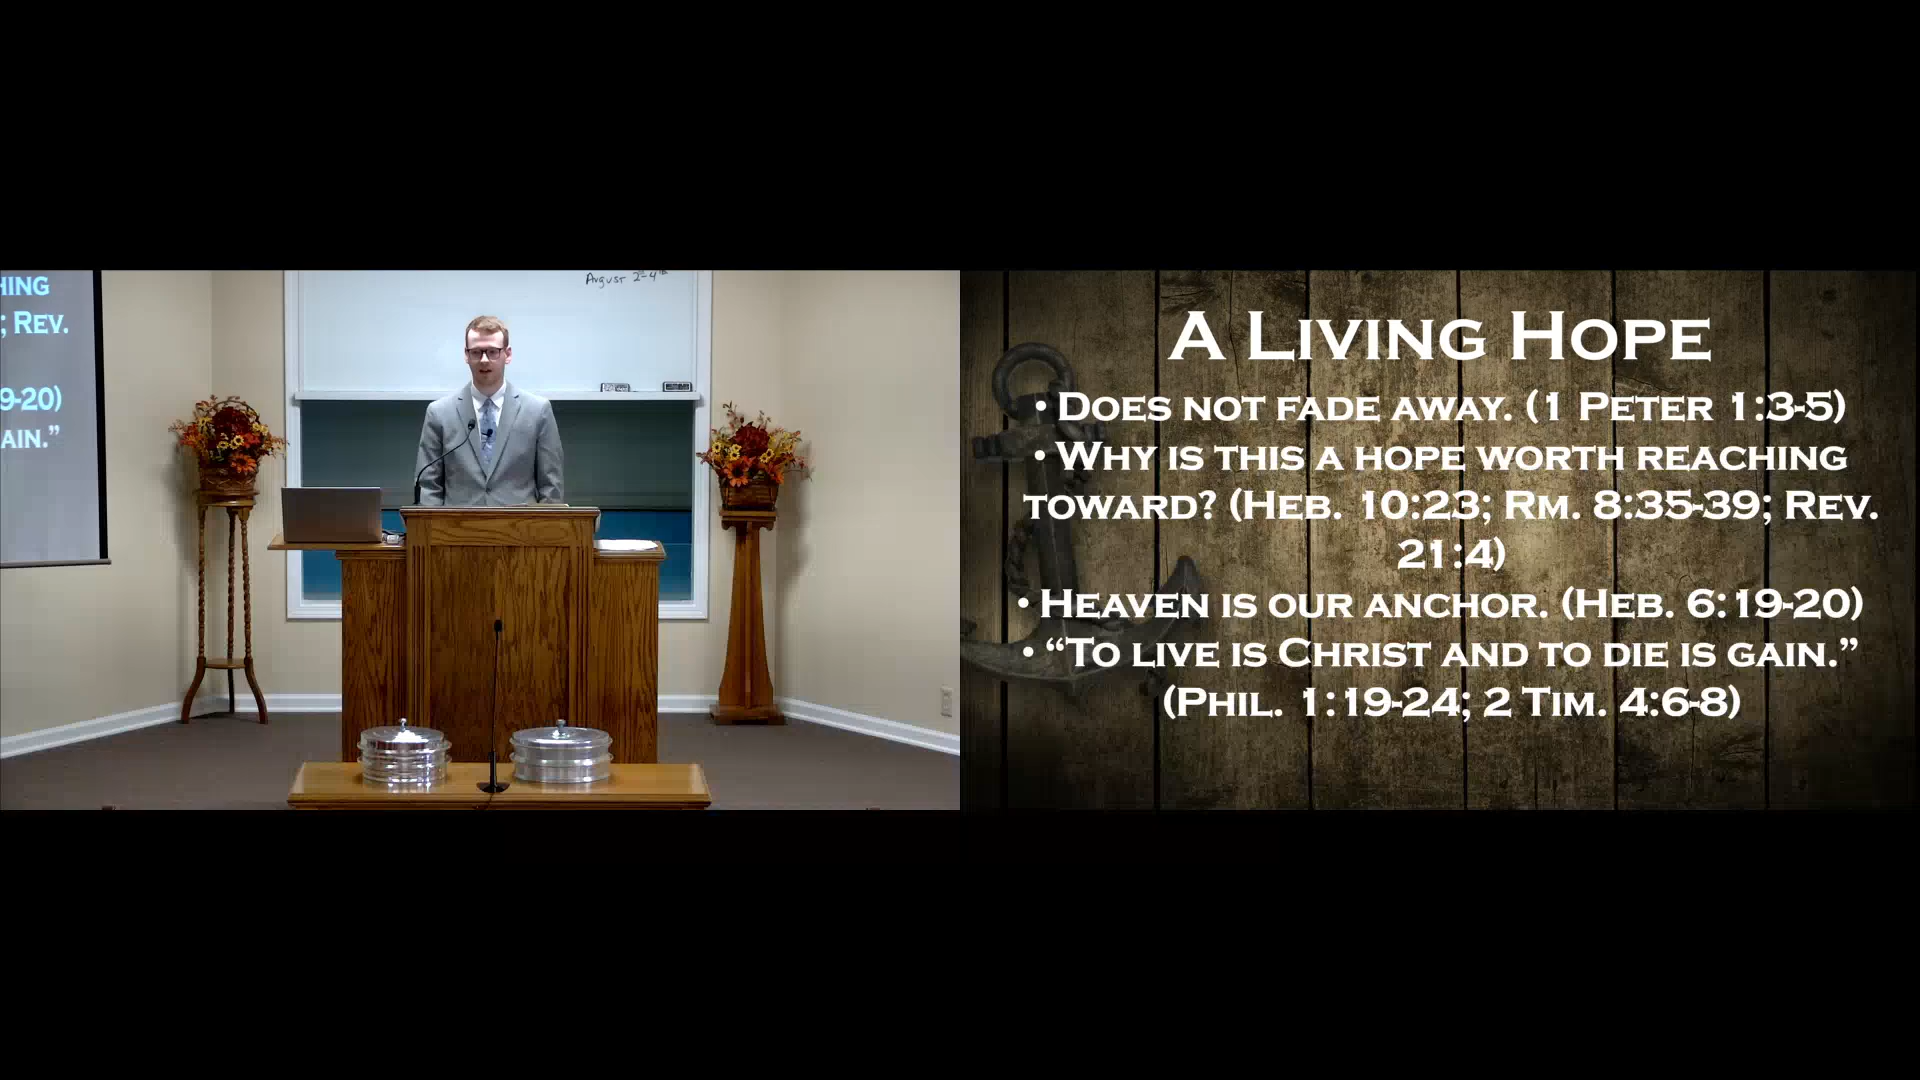 August 2nd-4th
HING
; Rev.
9-20)
AIN.”
A Living Hope
• Does not fade away. (1 Peter 1:3-5)
• Why is this a hope worth reaching
toward? (Heb. 10:23; Rm. 8:35-39; Rev.
21:4)
• Heaven is our anchor. (Heb. 6:19-20)
• “To live is Christ and to die is gain.”
(Phil. 1:19-24; 2 Tim. 4:6-8)